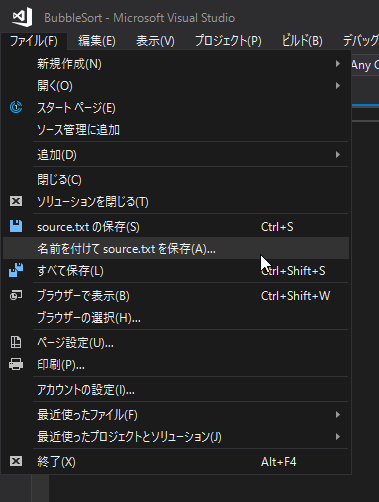 BubbleSort - Microsoft Visual Studio
ファイル(F) 編集(E) 表示(V) プロジェクト(P) ビルド(B) デバッグ
新規作成(N)
Any C
開く(O)
スタート ページ(E)
ソース管理に追加
追加(D)
閉じる(C)
ソリューションを閉じる(T)
source.txt の保存(S) Ctrl+S
名前を付けて source.txt を保存(A)...
すべて保存(L) Ctrl+Shift+S
ブラウザーで表示(B) Ctrl+Shift+W
ブラウザーの選択(H)...
ページ設定(U)...
印刷(P)...
アカウントの設定(I)...
最近使ったファイル(F)
最近使ったプロジェクトとソリューション(J)
終了(X) Alt+F4